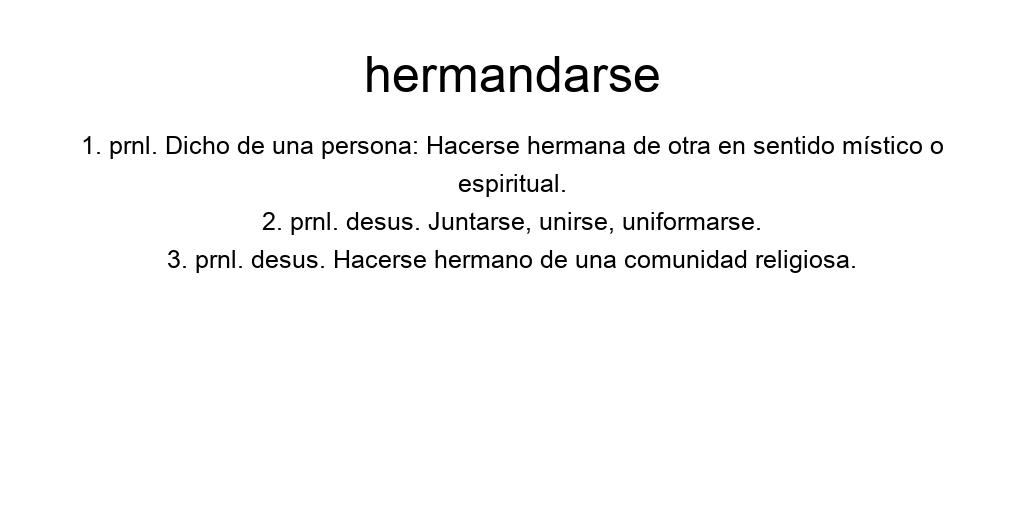 hermandarse
1. prnl. Dicho de una persona: Hacerse hermana de otra en sentido místico o
espiritual.
2. prnl. desus. Juntarse, unirse, uniformarse.
3. prnl. desus. Hacerse hermano de una comunidad religiosa.